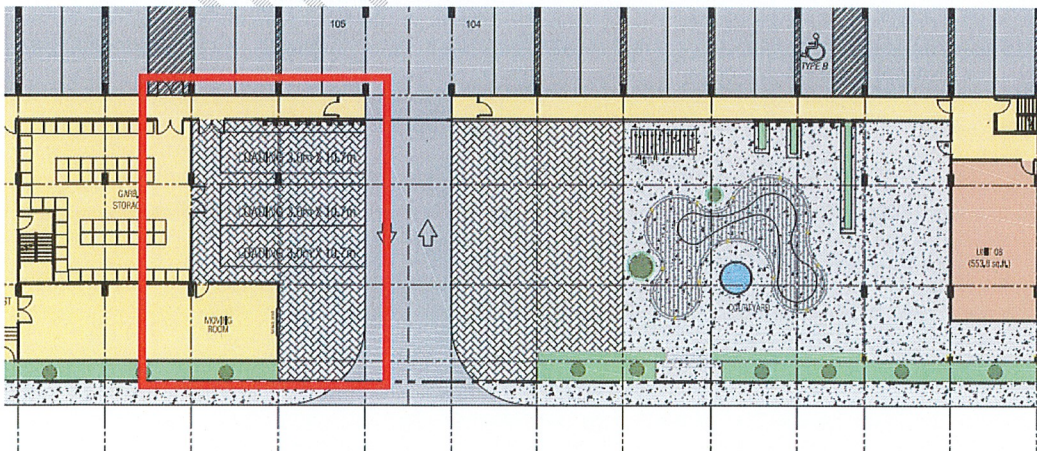 105
104
TYPE B
LOADING 3.0m X 10.7m
GARB.
STORAGE
LOADING 3.0m X 10.7m
LOADING 3.0m X 10.7m
UNIT 08
(553.8 sq.ft.)
MOVING
ROOM
COURTYARD